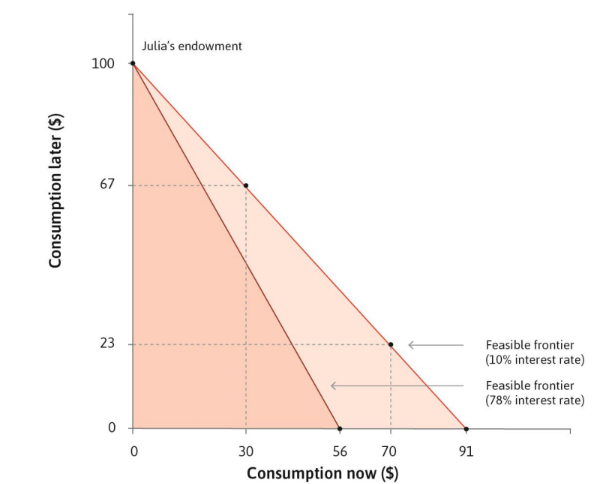 Julia's endowment
100
67
23
0
Consumption later ($)
Feasible frontier
(10% interest rate)
Feasible frontier
(78% interest rate)
0
30
56
70
91
Consumption now ($)